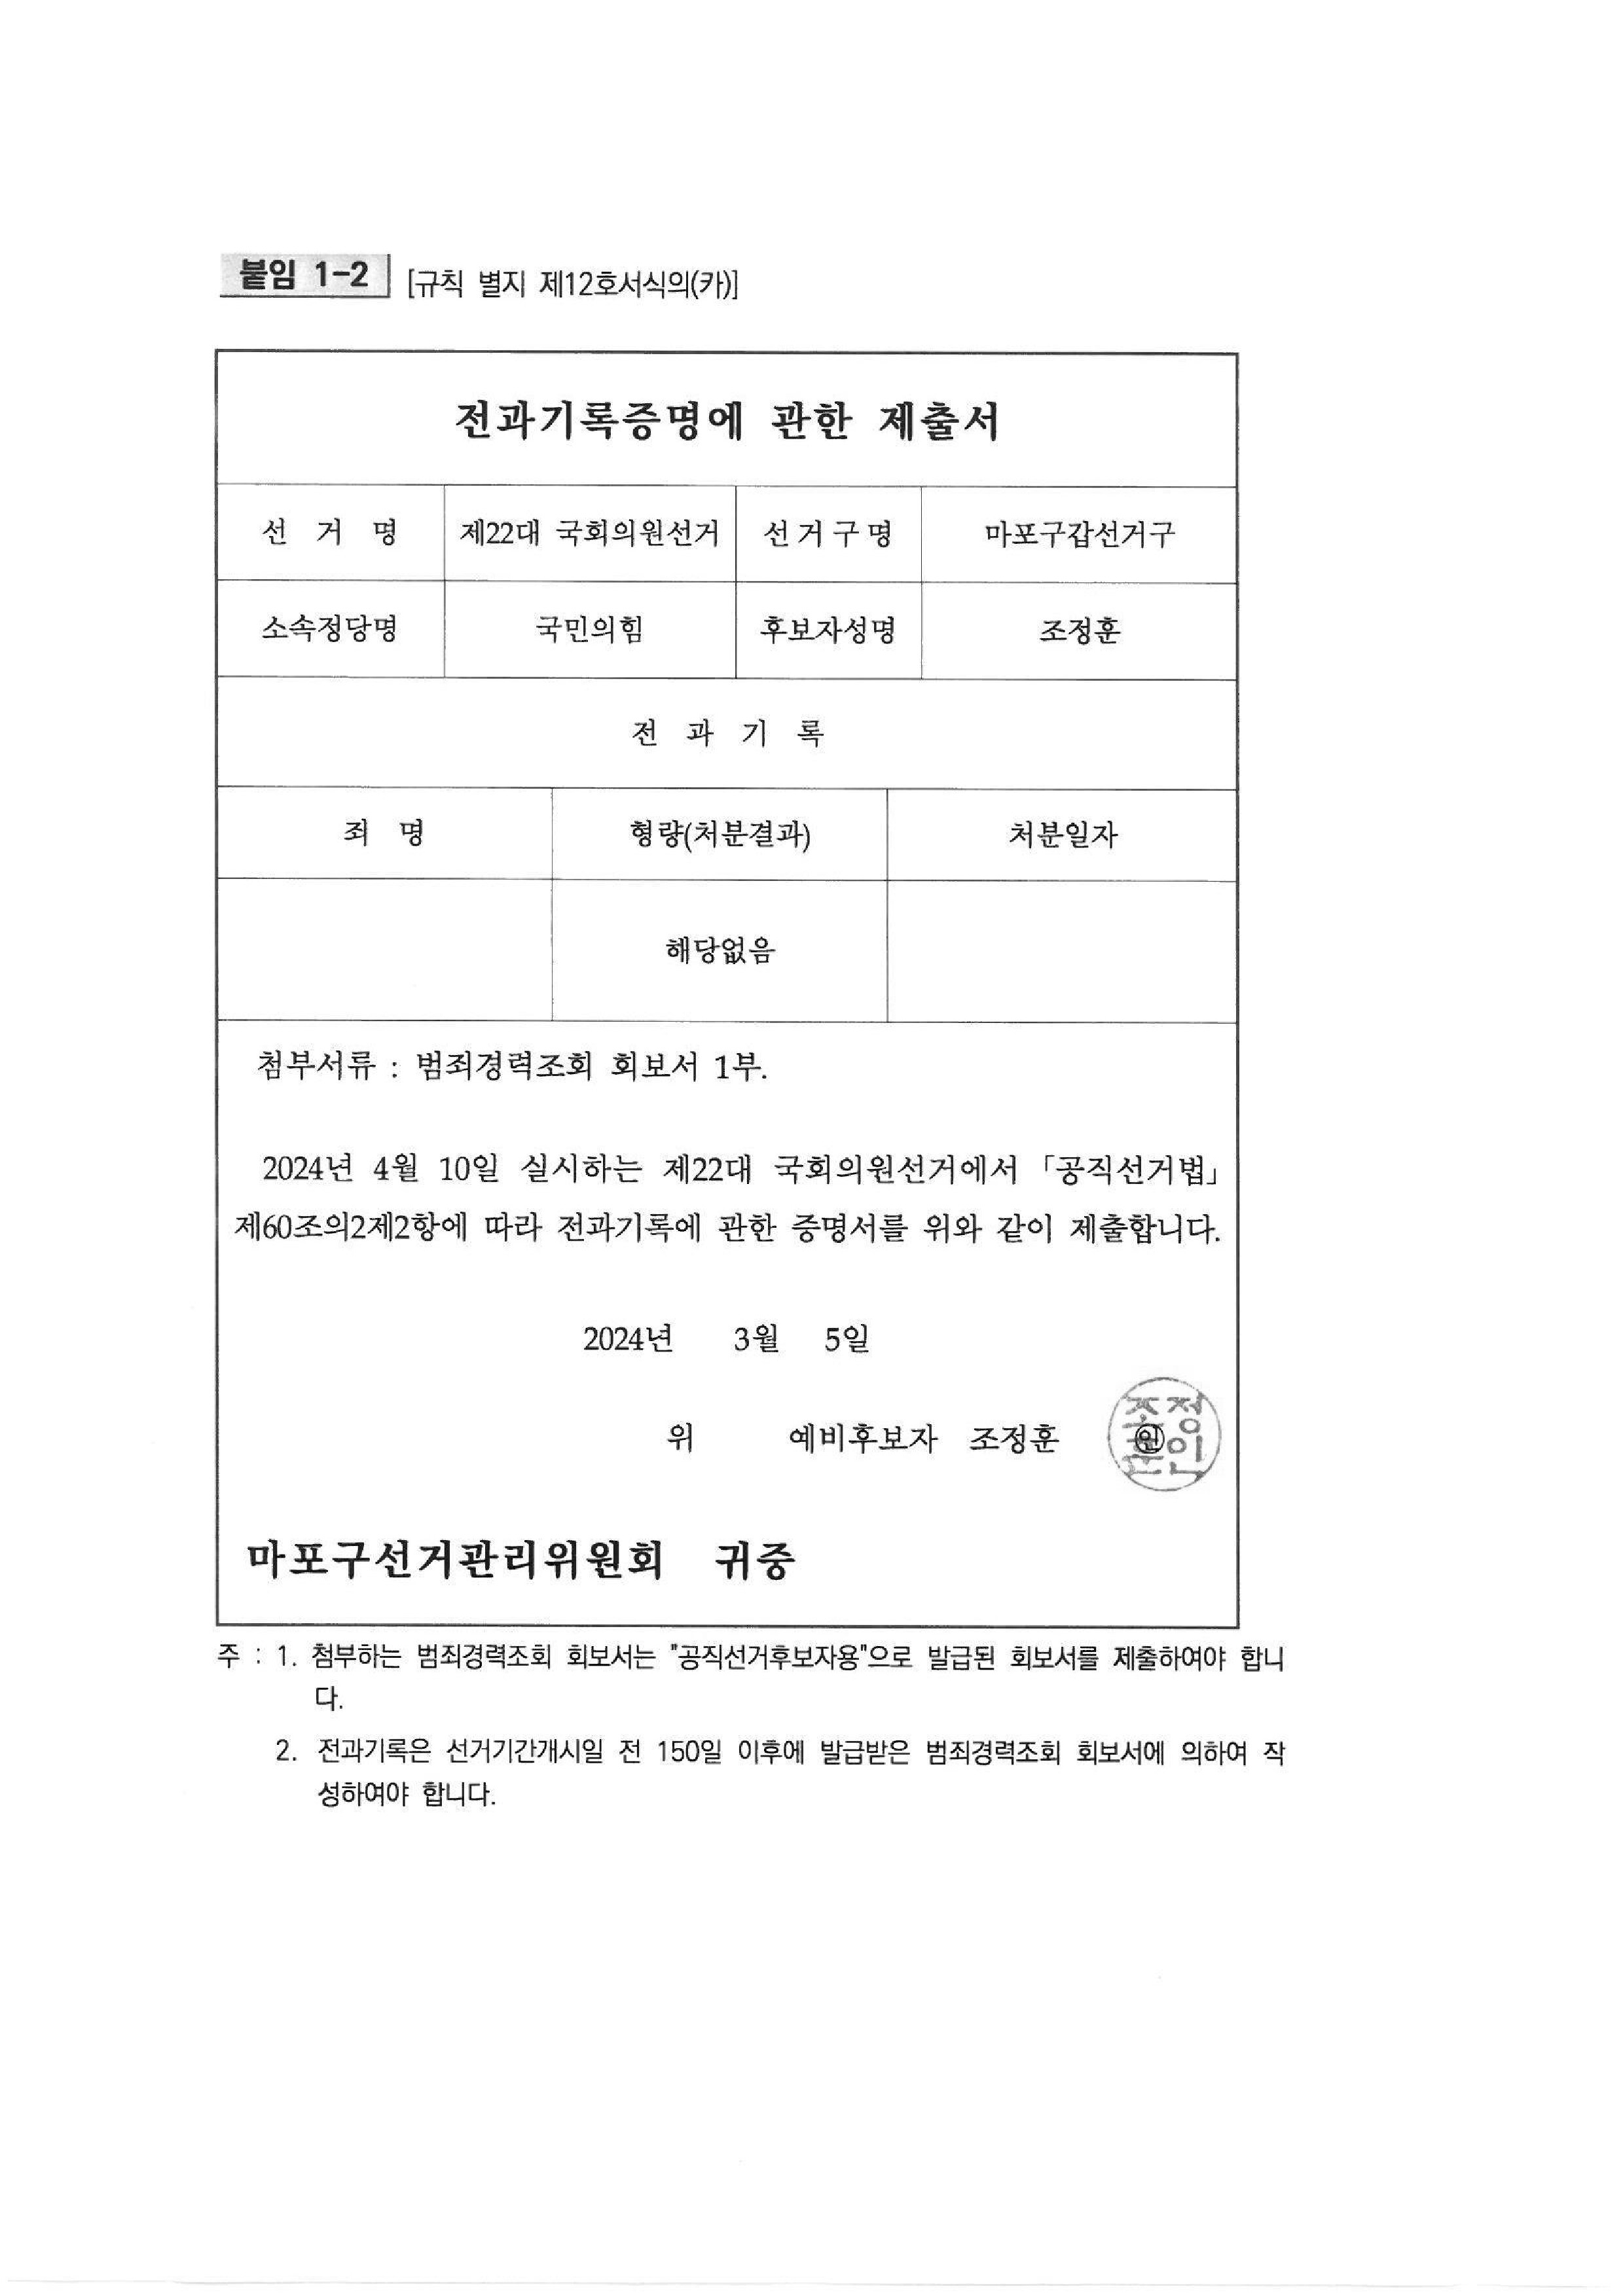 붙임 1-2 [규칙 별지 제12호서식의(카)]
전과기록증명에 관한 제출서
선 거 명 제22대 국회의원선거 선거구명 마포구갑선거구
소속정당명 국민의힘 후보자성명 조정훈
전 과 기 록
죄 명 형량(처분결과) 처분일자
해당없음
첨부서류 : 범죄경력조회 회보서 1부.
2024년 4월 10일 실시하는 제22대 국회의원선거에서 「공직선거법」
제60조의2제2항에 따라 전과기록에 관한 증명서를 위와 같이 제출합니다.
2024년 3월 5일
위 예비후보자 조정훈 ㊞
조정
훈인
마포구선거관리위원회 귀중
주 : 1. 첨부하는 범죄경력조회 회보서는 "공직선거후보자용"으로 발급된 회보서를 제출하여야 합니
다.
2. 전과기록은 선거기간개시일 전 150일 이후에 발급받은 범죄경력조회 회보서에 의하여 작
성하여야 합니다.